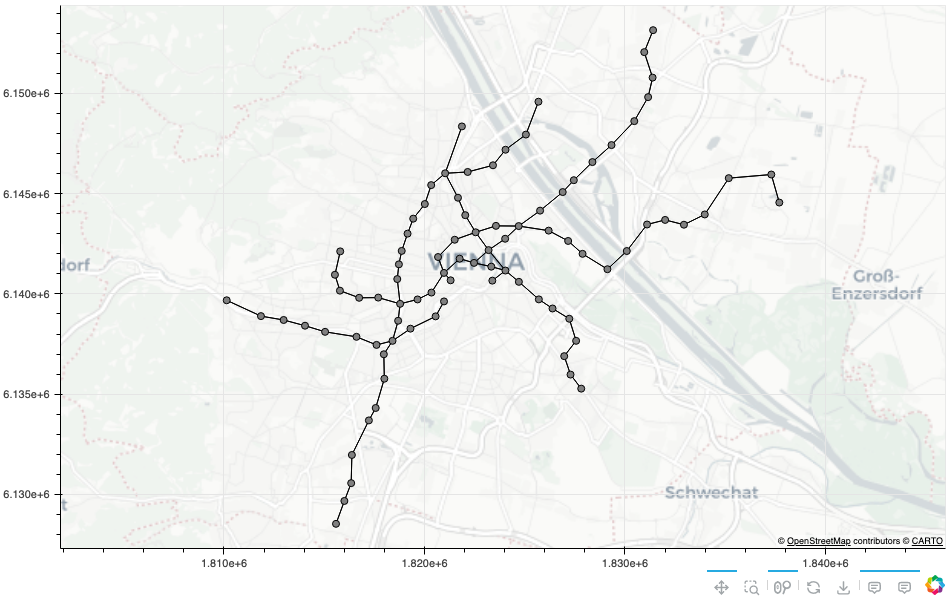 6.150e+6
6.145e+6
dorf
VIENNA
Groß-
Enzersdorf
6.140e+6
6.135e+6
6.130e+6
Schwechat
t
© OpenStreetMap contributors © CARTO
1.810e+6 1.820e+6 1.830e+6 1.840e+6